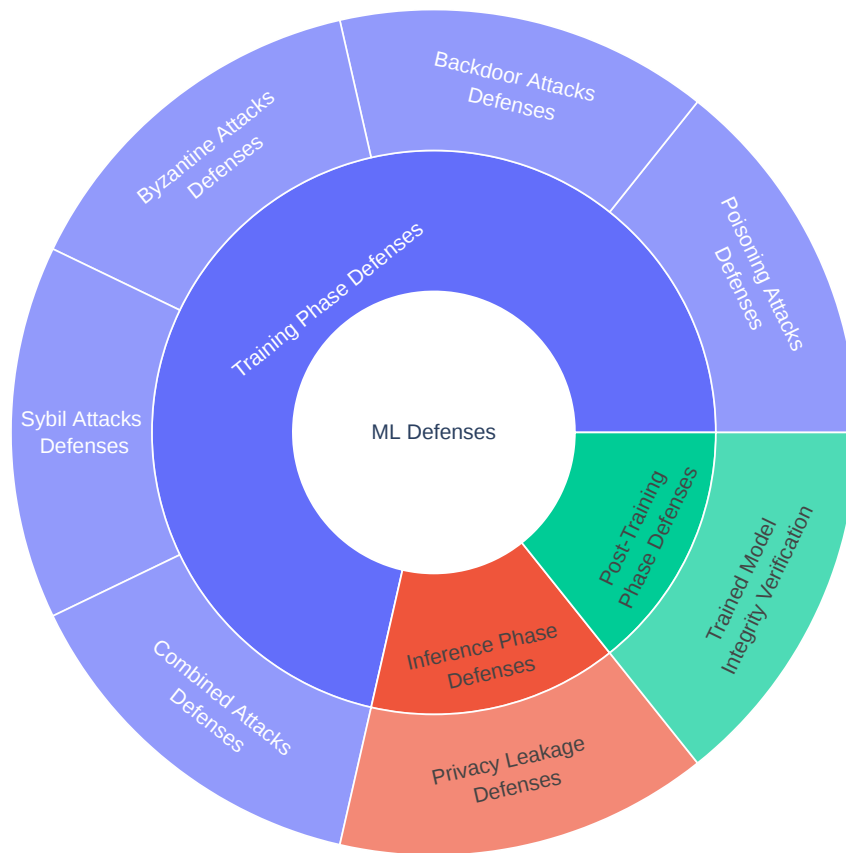 Backdoor Attacks
Defenses
Byzantine Attacks
Defenses
Poisoning Attacks
Defenses
Training Phase Defenses
Sybil Attacks
Defenses
ML Defenses
Post-Training
Phase Defenses
Trained Model
Integrity Verification
Inference Phase
Defenses
Combined Attacks
Defenses
Privacy Leakage
Defenses